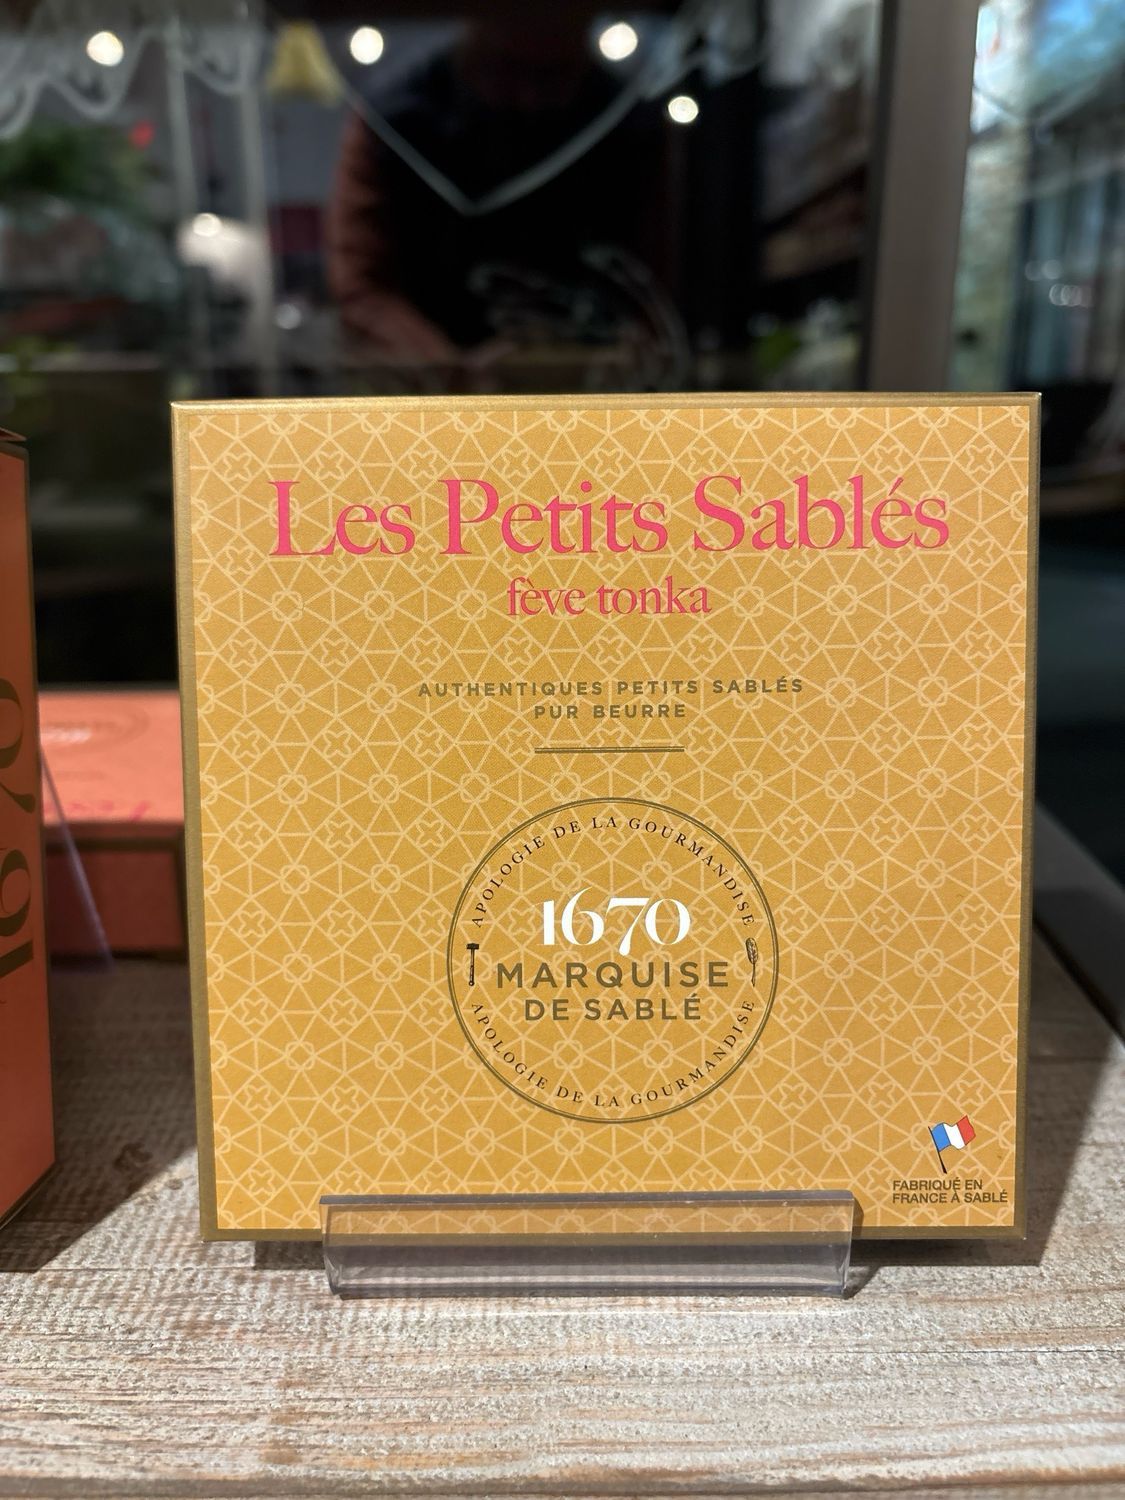 Les Petits Sablés
fève tonka
AUTHENTIQUES PETITS SABLÉS
PUR BEURRE
APOLOGIE DE LA GOURMANDISE
1670
MARQUISE
DE SABLÉ
APOLOGIE DE LA GOURMANDISE
FABRIQUÉ EN
FRANCE À SABLÉ